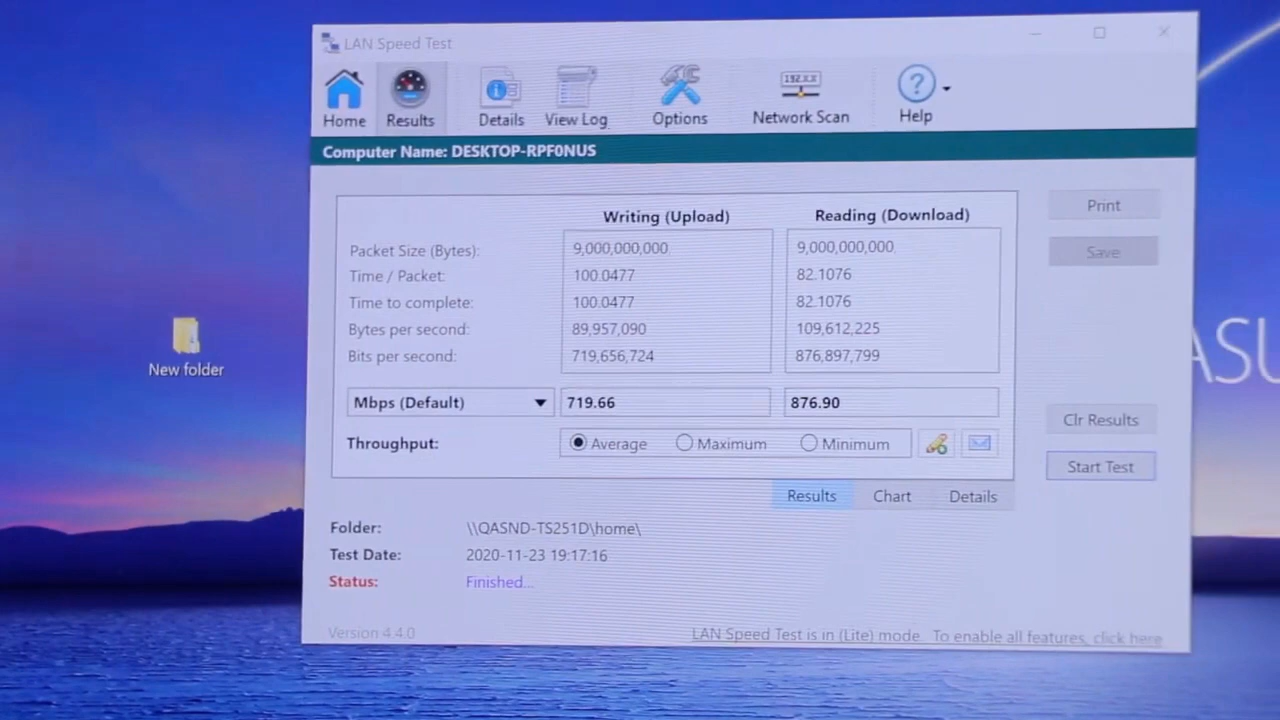 LAN Speed Test
Home Results Details View Log Options Network Scan Help
192.X.X
Computer Name: DESKTOP-RPF0NUS
Writing (Upload) Reading (Download)
Packet Size (Bytes): 9,000,000,000 9,000,000,000
Time / Packet: 100.0477 82.1076
Time to complete: 100.0477 82.1076
Bytes per second: 89,957,090 109,612,225
Bits per second: 719,656,724 876,897,799
Mbps (Default) 719.66 876.90
Throughput: Average Maximum Minimum
Print
Save
Clr Results
Start Test
Results Chart Details
Folder: \\QASND-TS251D\home\
Test Date: 2020-11-23 19:17:16
Status: Finished...
Version 4.4.0
LAN Speed Test is in (Lite) mode. To enable all features, click here
New folder
ASU